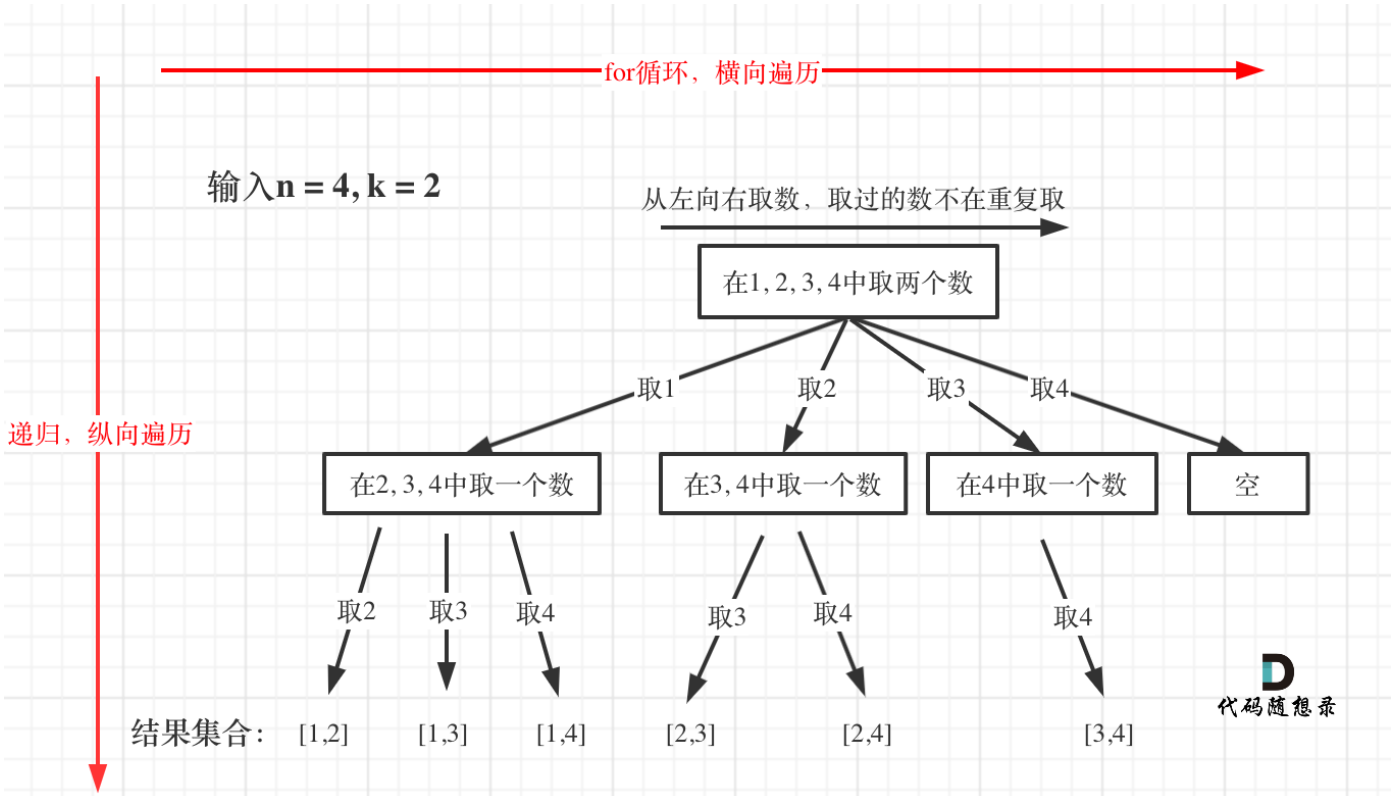 for循环，横向遍历
输入n = 4, k = 2
从左向右取数，取过的数不在重复取
在1, 2, 3, 4中取两个数
取1
取2
取3
取4
递归，纵向遍历
在2, 3, 4中取一个数
在3, 4中取一个数
在4中取一个数
空
取2
取3
取4
取3
取4
取4
代码随想录
结果集合：
[1,2]
[1,3]
[1,4]
[2,3]
[2,4]
[3,4]